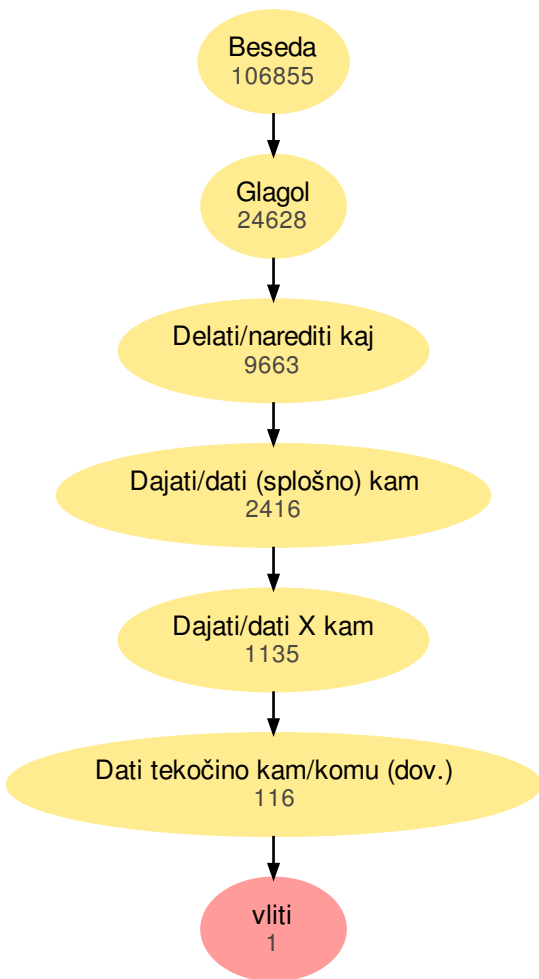 Beseda
106855
Glagol
24628
Delati/narediti kaj
9663
Dajati/dati (splošno) kam
2416
Dajati/dati X kam
1135
Dati tekočino kam/komu (dov.)
116
vliti
1